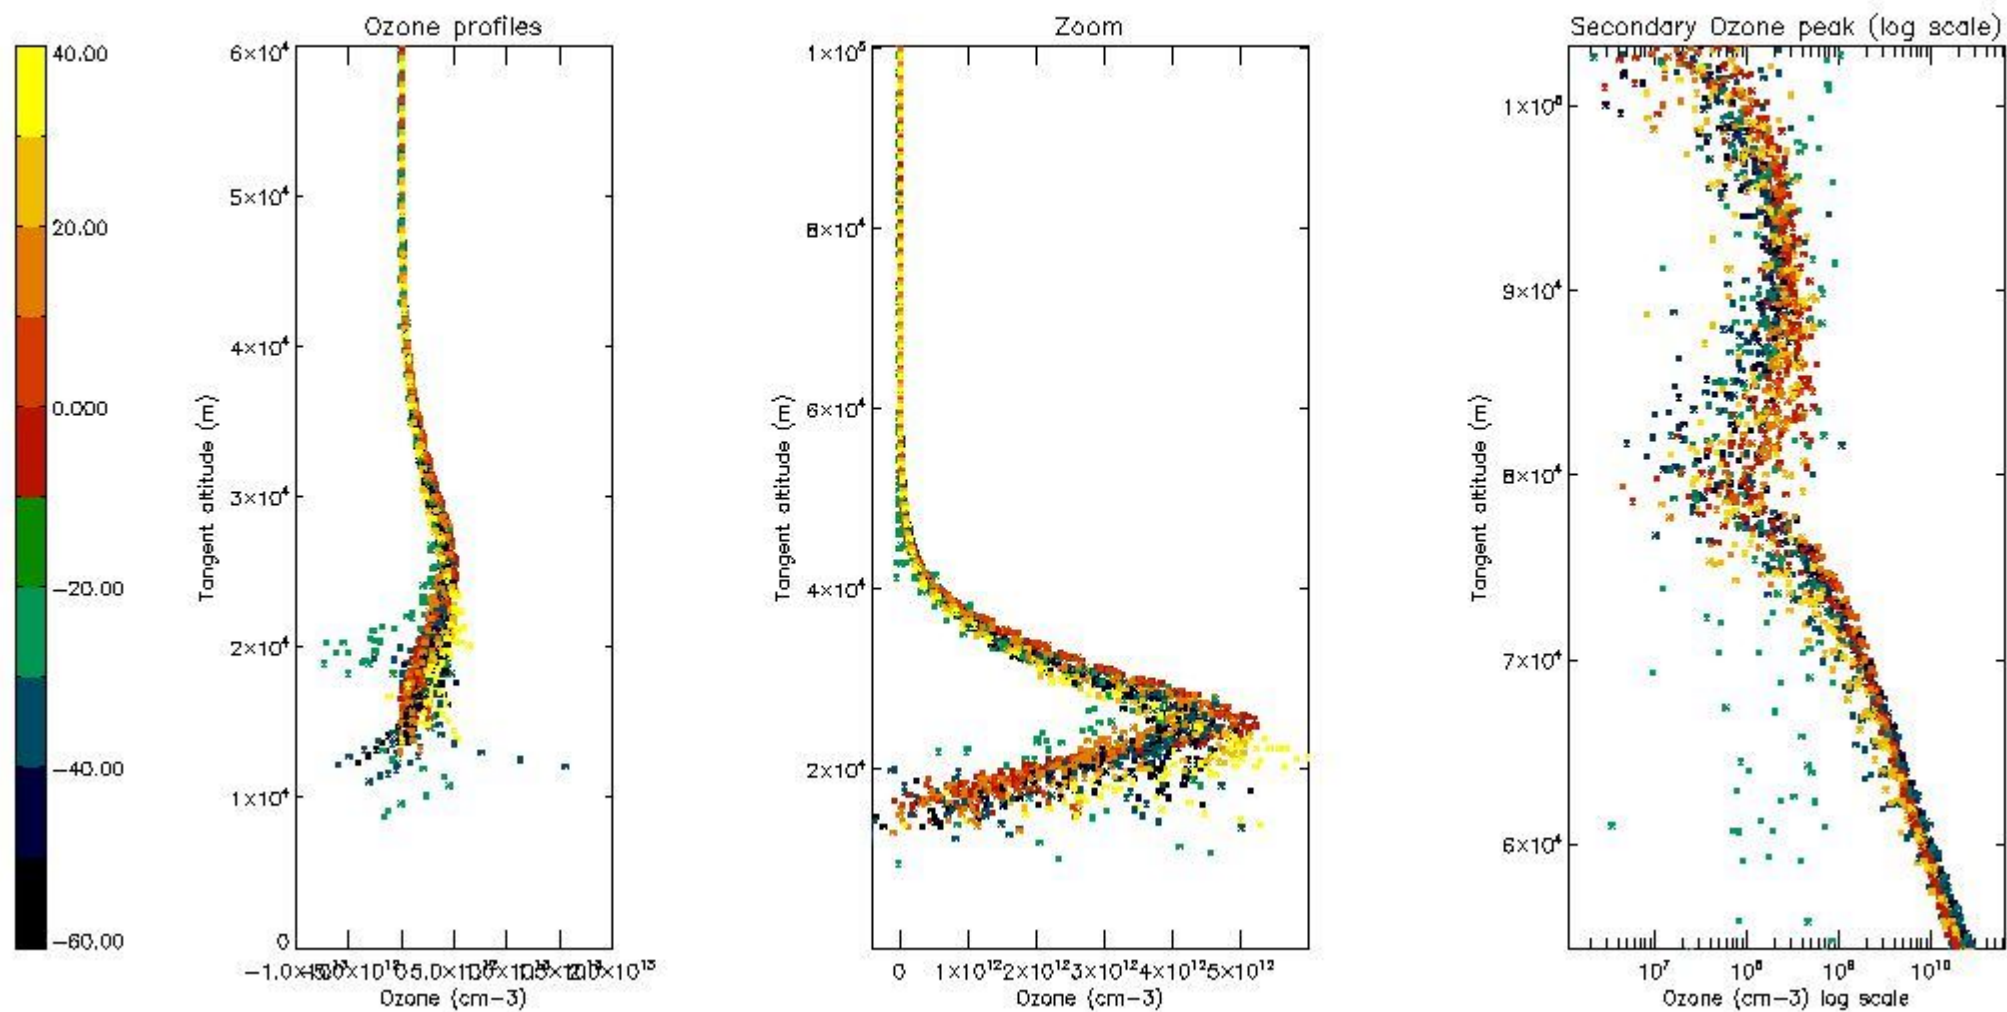 Ozone profiles
Zoom
Secondary Ozone peak (log scale)
40.00
20.00
0.000
−20.00
−40.00
−60.00
Tangent altitude (m)
6×10⁴
5×10⁴
4×10⁴
3×10⁴
2×10⁴
1×10⁴
0
Ozone (cm−3)
Tangent altitude (m)
1×10⁵
8×10⁴
6×10⁴
4×10⁴
2×10⁴
0 1×10¹² 2×10¹² 3×10¹² 4×10¹² 5×10¹²
Ozone (cm−3)
Tangent altitude (m)
1×10⁵
9×10⁴
8×10⁴
7×10⁴
6×10⁴
10⁷ 10⁸ 10⁹ 10¹⁰
Ozone (cm−3) log scale